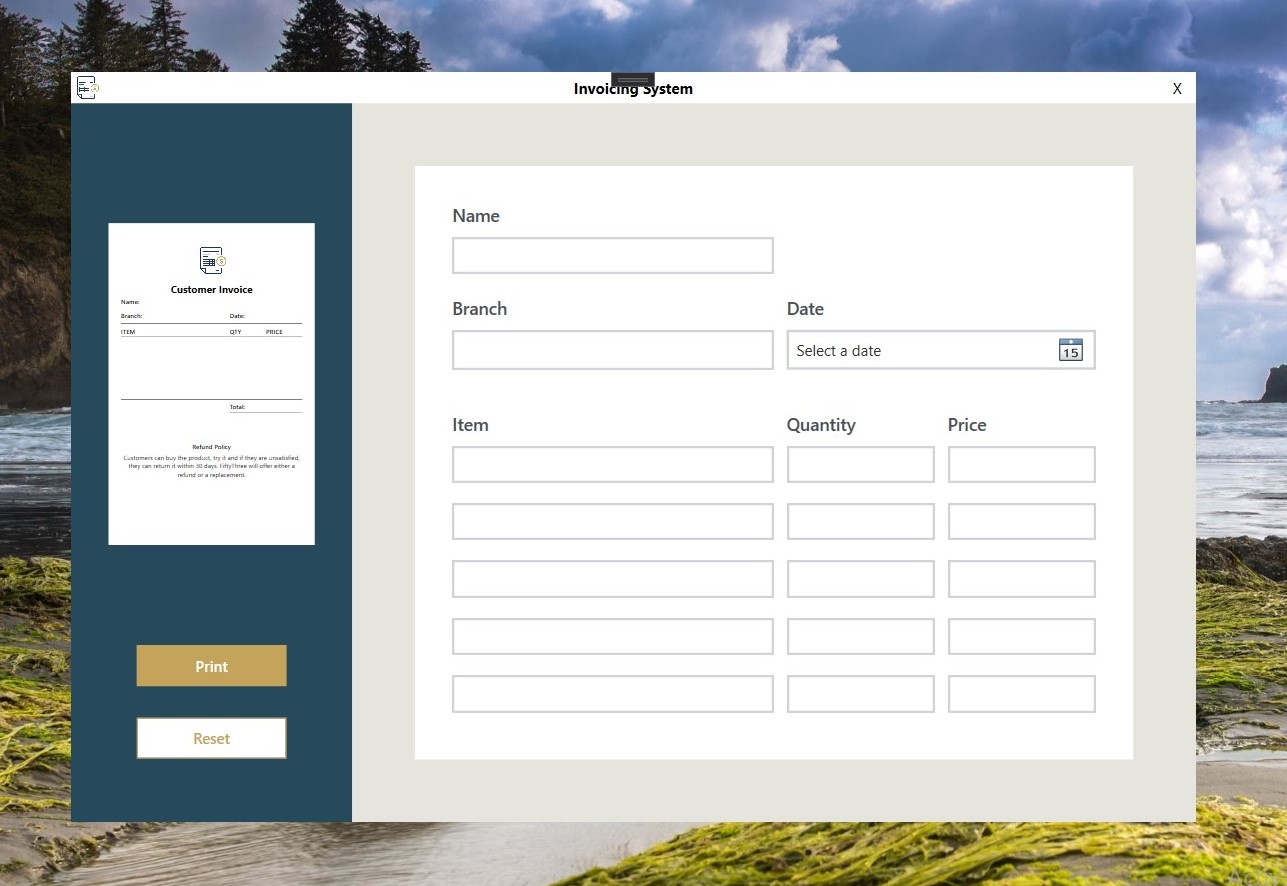 Invoicing System
X
Customer Invoice
Name:
Branch: Date:
ITEM QTY PRICE
Total:
Refund Policy
Customers can buy the product, try it and if they are unsatisfied,
they can return it within 30 days. FiftyThree will offer either a
refund or a replacement.
Print
Reset
Name
Branch Date
Select a date 15
Item Quantity Price